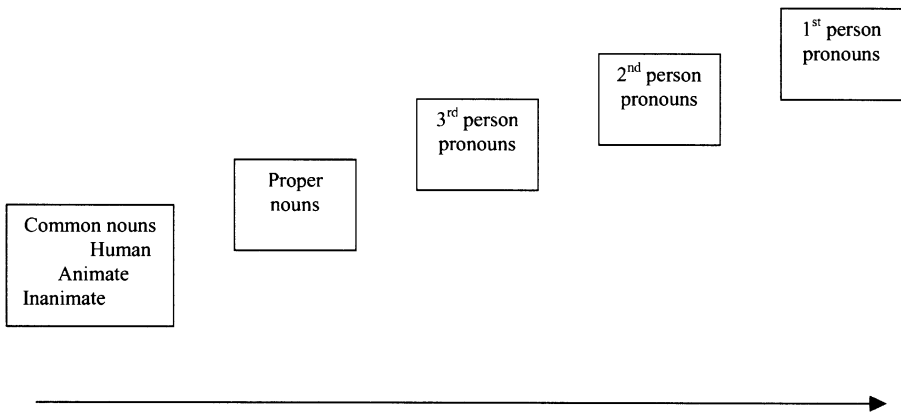 Common nouns
Human
Animate
Inanimate
Proper
nouns
3rd person
pronouns
2nd person
pronouns
1st person
pronouns